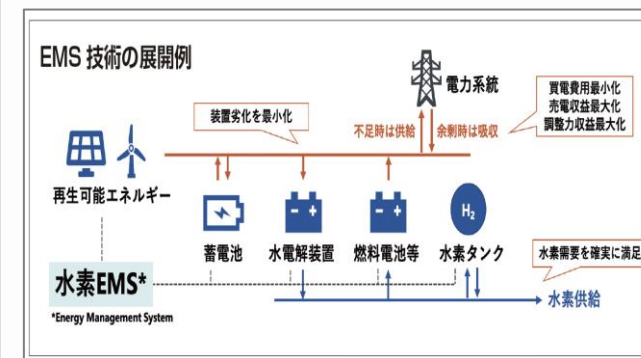 EMS 技術の展開例
電力系統
買電費用最小化
売電収益最大化
調整力収益最大化
装置劣化を最小化
不足時は供給
余剰時は吸収
再生可能エネルギー
H₂
蓄電池
水電解装置
燃料電池等
水素タンク
水素需要を確実に満足
水素EMS*
*Energy Management System
水素供給